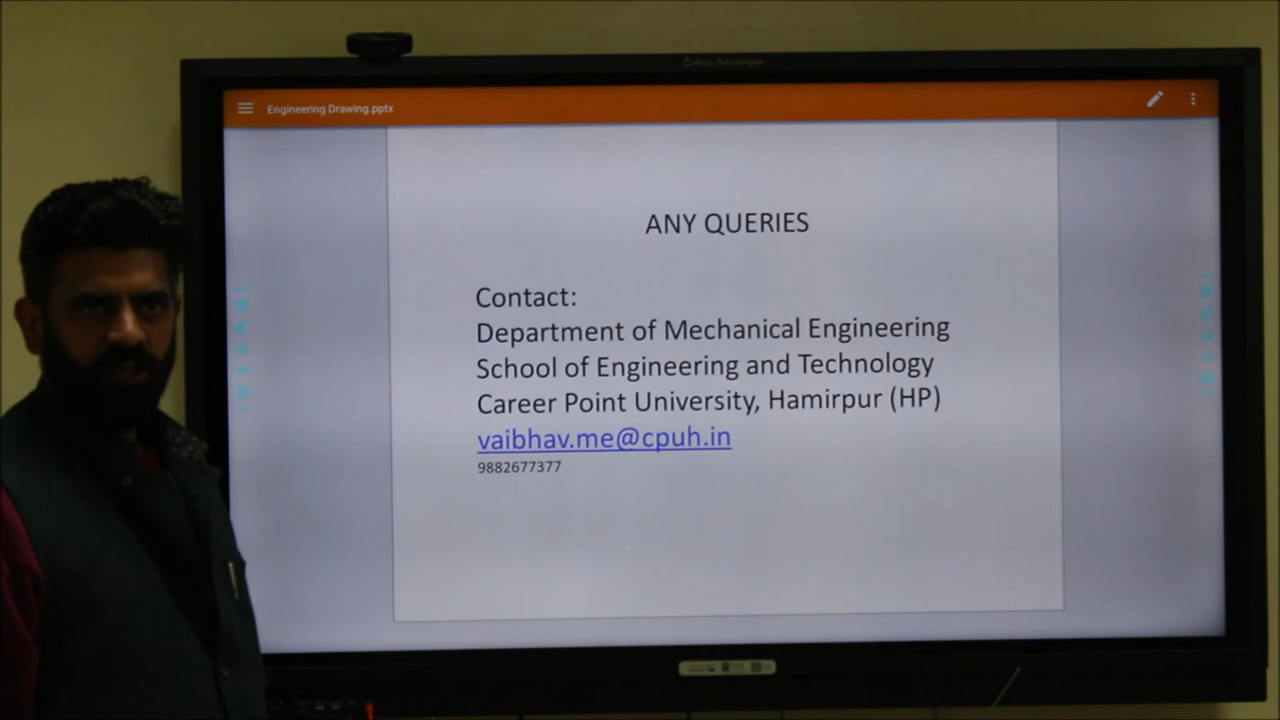 Engineering Drawing.pptx
ANY QUERIES
Contact:
Department of Mechanical Engineering
School of Engineering and Technology
Career Point University, Hamirpur (HP)
vaibhav.me@cpuh.in
9882677377